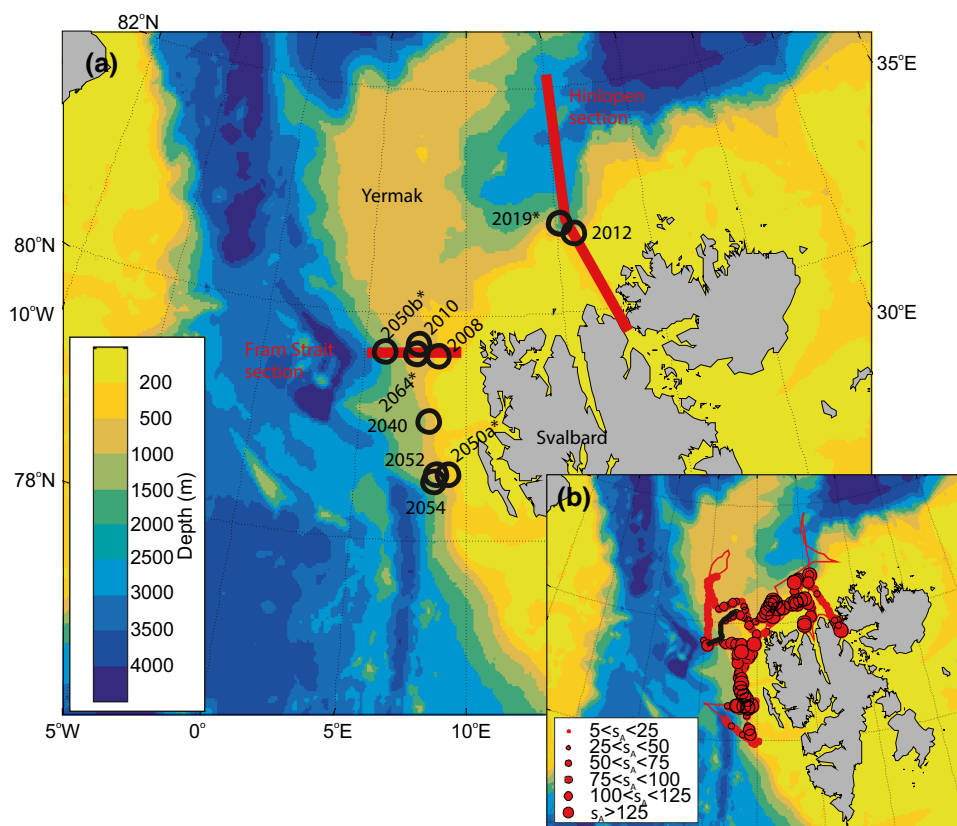 82°N
(a)
35°E
Hinlopen
section
Yermak
2019*
2012
80°N
2050b*
2010
10°W
30°E
2008
Fram Strait
section
2064*
200
500
2040
2050a*
1000
Svalbard
2052
1500
78°N
(b)
2000
2054
Depth (m)
2500
3000
3500
4000
5°W
0°
5°E
10°E
5<sA<25
25<sA<50
50<sA<75
75<sA<100
100<sA<125
sA>125